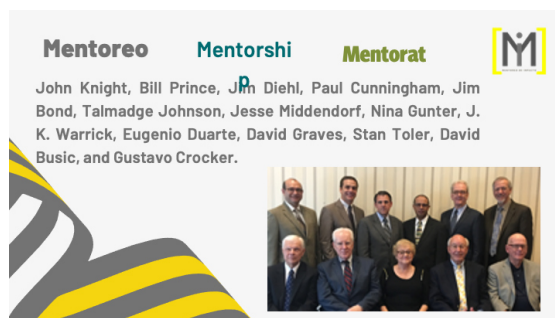 Mentoreo
Mentorshi
p
Mentorat
John Knight, Bill Prince, Jim Diehl, Paul Cunningham, Jim
Bond, Talmadge Johnson, Jesse Middendorf, Nina Gunter, J.
K. Warrick, Eugenio Duarte, David Graves, Stan Toler, David
Busic, and Gustavo Crocker.